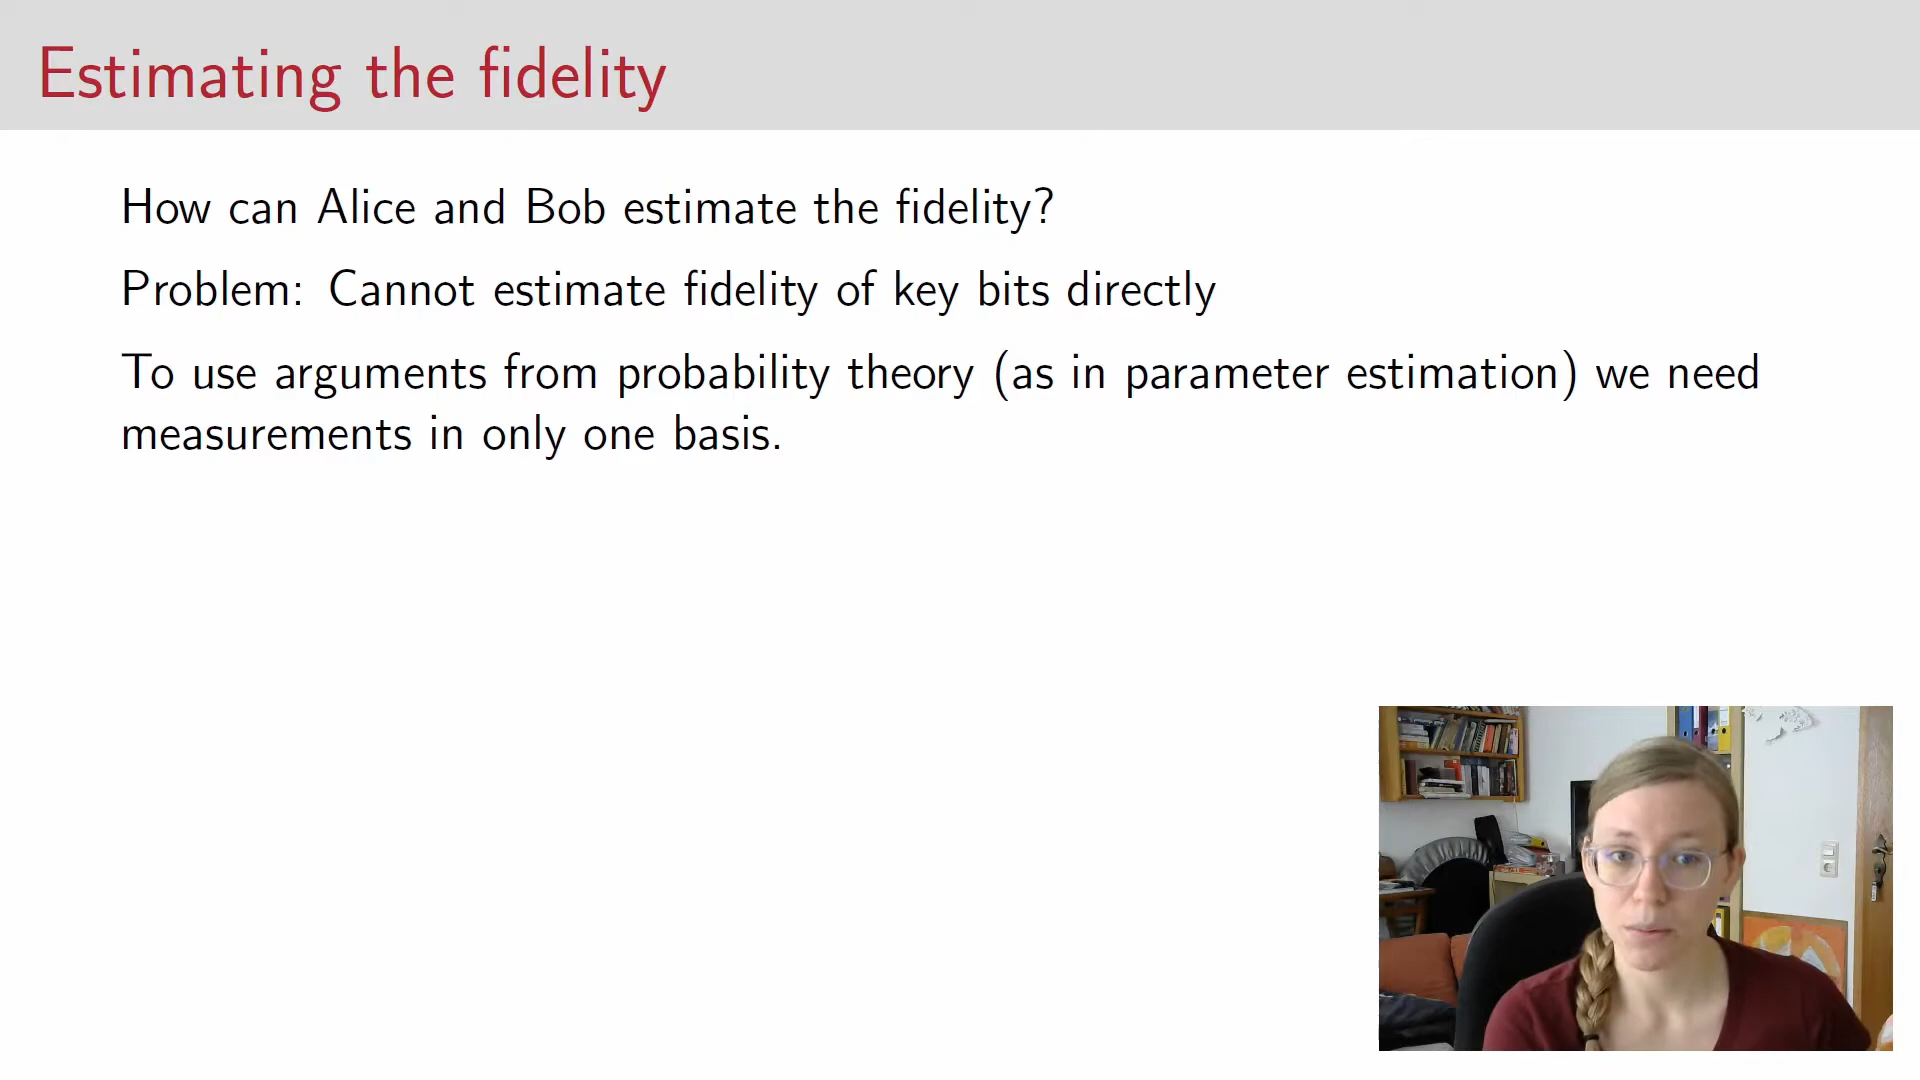 Estimating the fidelity
How can Alice and Bob estimate the fidelity?
Problem: Cannot estimate fidelity of key bits directly
To use arguments from probability theory (as in parameter estimation) we need
measurements in only one basis.